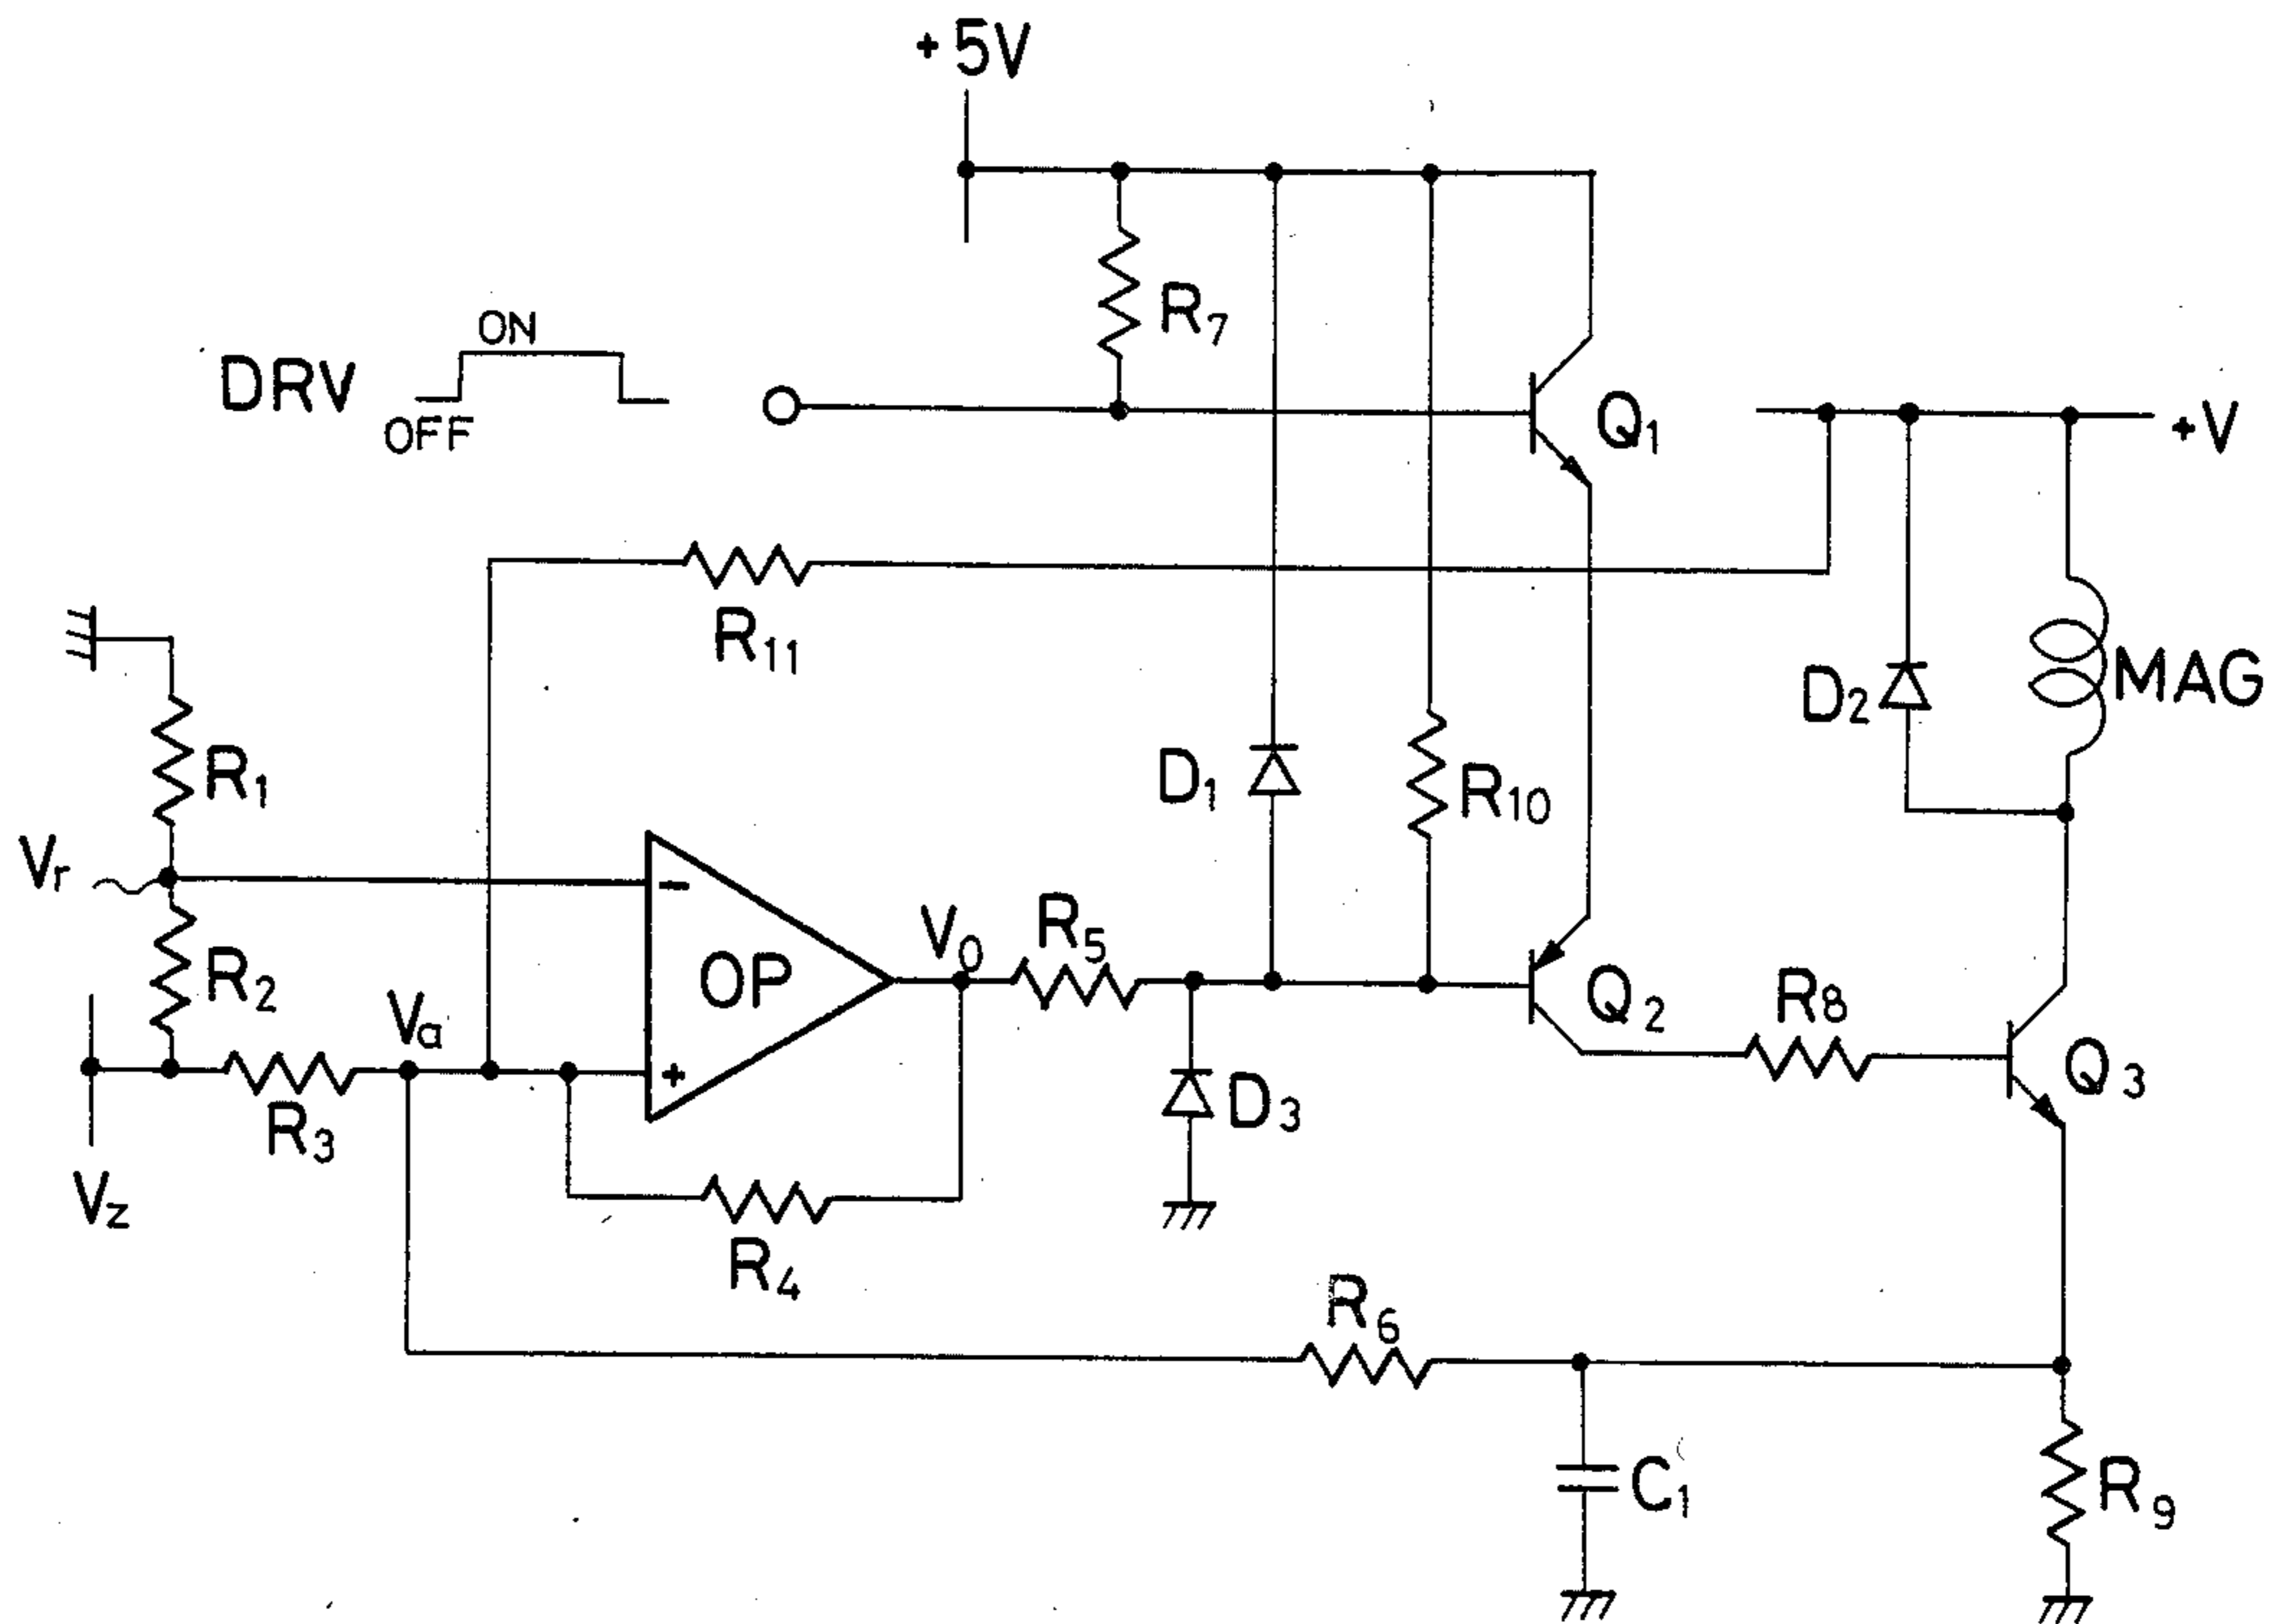 +5V
ON
R7
DRV
OFF
Q1
+V
R11
R1
D1
R10
D2
MAG
Vr
-
R2
OP
V0
R5
Q2
R8
Va
+
D3
Q3
R3
Vz
R4
R6
C1
R9